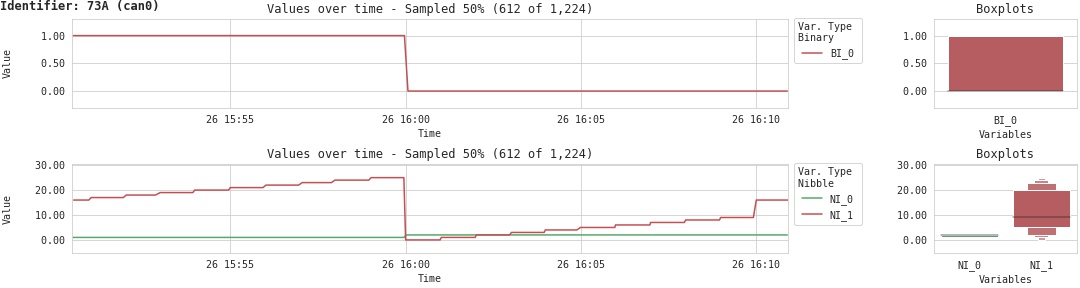 Identifier: 73A (can0)
Values over time - Sampled 50% (612 of 1,224)
Boxplots
Var. Type
Binary
BI_0
Value
1.00
0.50
0.00
26 15:55
26 16:00
26 16:05
26 16:10
Time
1.00
0.50
0.00
BI_0
Variables
Values over time - Sampled 50% (612 of 1,224)
Boxplots
Var. Type
Nibble
NI_0
NI_1
Value
30.00
20.00
10.00
0.00
26 15:55
26 16:00
26 16:05
26 16:10
Time
30.00
20.00
10.00
0.00
NI_0
NI_1
Variables